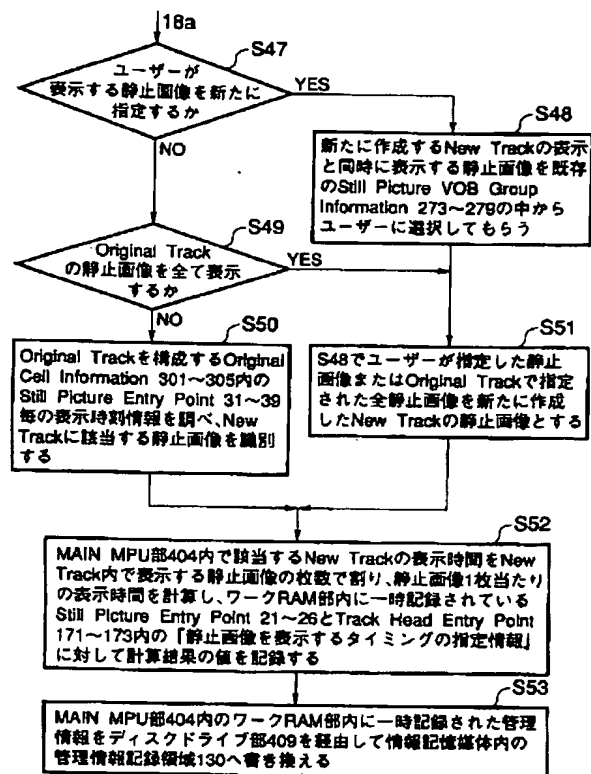 18a
S47
ユーザーが
表示する静止画像を新たに
指定するか
YES
NO
S48
新たに作成するNew Trackの表示
と同時に表示する静止画像を既存
のStill Picture VOB Group
Information 273～279の中から
ユーザーに選択してもらう
S49
Original Track
の静止画像を全て表示
するか
YES
NO
S50
Original Trackを構成するOriginal
Cell Information 301～305内の
Still Picture Entry Point 31～39
毎の表示時刻情報を調べ、New
Trackに該当する静止画像を識別
する
S51
S48でユーザーが指定した静止
画像またはOriginal Trackで指定
された全静止画像を新たに作成
したNew Trackの静止画像とする
S52
MAIN MPU部404内で該当するNew Trackの表示時間をNew
Track内で表示する静止画像の枚数で割り、静止画像1枚当たり
の表示時間を計算し、ワークRAM部内に一時記録されている
Still Picture Entry Point 21～26とTrack Head Entry Point
171～173内の「静止画像を表示するタイミングの指定情報」
に対して計算結果の値を記録する
S53
MAIN MPU部404内のワークRAM部内に一時記録された管理
情報をディスクドライブ部409を経由して情報記憶媒体内の
管理情報記録領域130へ書き換える